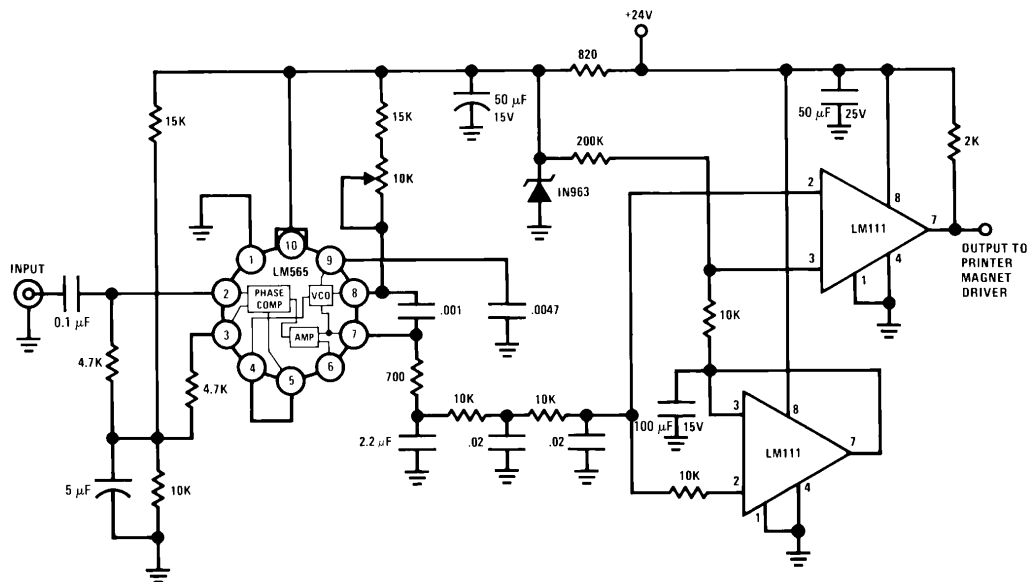 +24V
820
15K
50 μF
15V
15K
50 μF 25V
2K
200K
10K
IN963
2
8
LM111
7
3
1
4
OUTPUT TO
PRINTER
MAGNET
DRIVER
INPUT
0.1 μF
1
10
9
LM565
2
PHASE
COMP
VCO
8
3
AMP
7
4
5
6
.001
.0047
4.7K
4.7K
700
10K
10K
10K
2.2 μF
.02
.02
100 μF 15V
3
8
LM111
7
10K
2
1
4
5 μF
10K